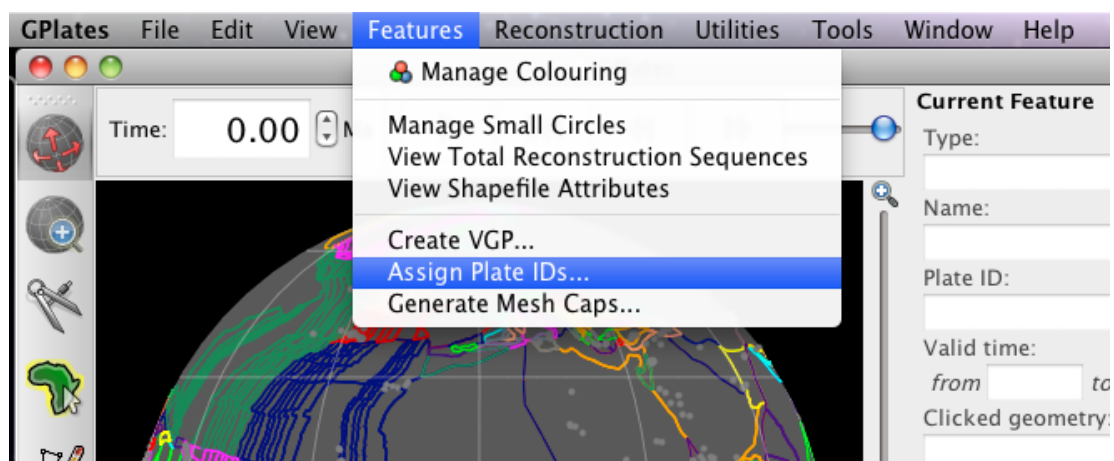 GPlates File Edit View Features Reconstruction Utilities Tools Window Help
Manage Colouring
Manage Small Circles
View Total Reconstruction Sequences
View Shapefile Attributes
Create VGP...
Assign Plate IDs...
Generate Mesh Caps...
Time: 0.00
Current Feature
Type:
Name:
Plate ID:
Valid time:
from to
Clicked geometry: